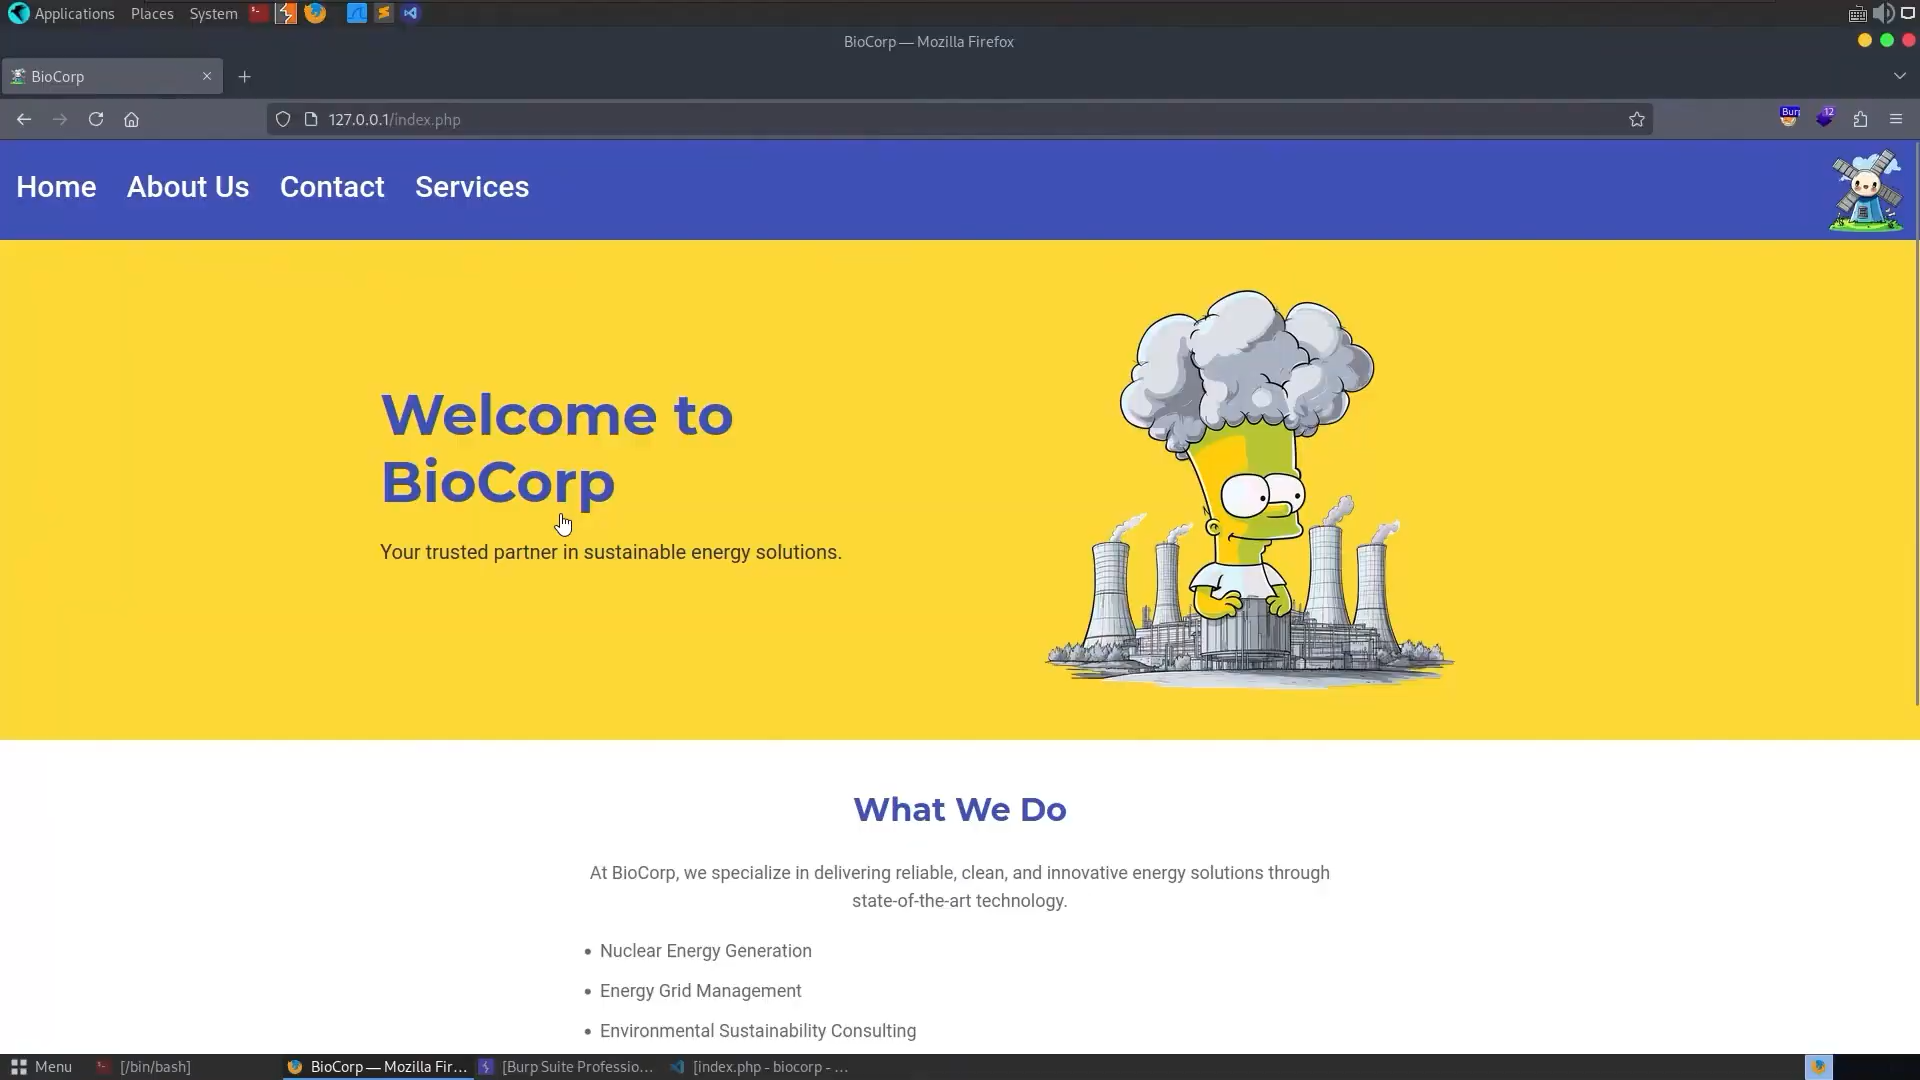 Applications Places System
BioCorp — Mozilla Firefox
BioCorp
127.0.0.1/index.php
Burp
12
Home About Us Contact Services
Welcome to
BioCorp
Your trusted partner in sustainable energy solutions.
What We Do
At BioCorp, we specialize in delivering reliable, clean, and innovative energy solutions through
state-of-the-art technology.
• Nuclear Energy Generation
• Energy Grid Management
• Environmental Sustainability Consulting
Menu [/bin/bash] BioCorp — Mozilla Fir... [Burp Suite Professio... [index.php - biocorp - ...